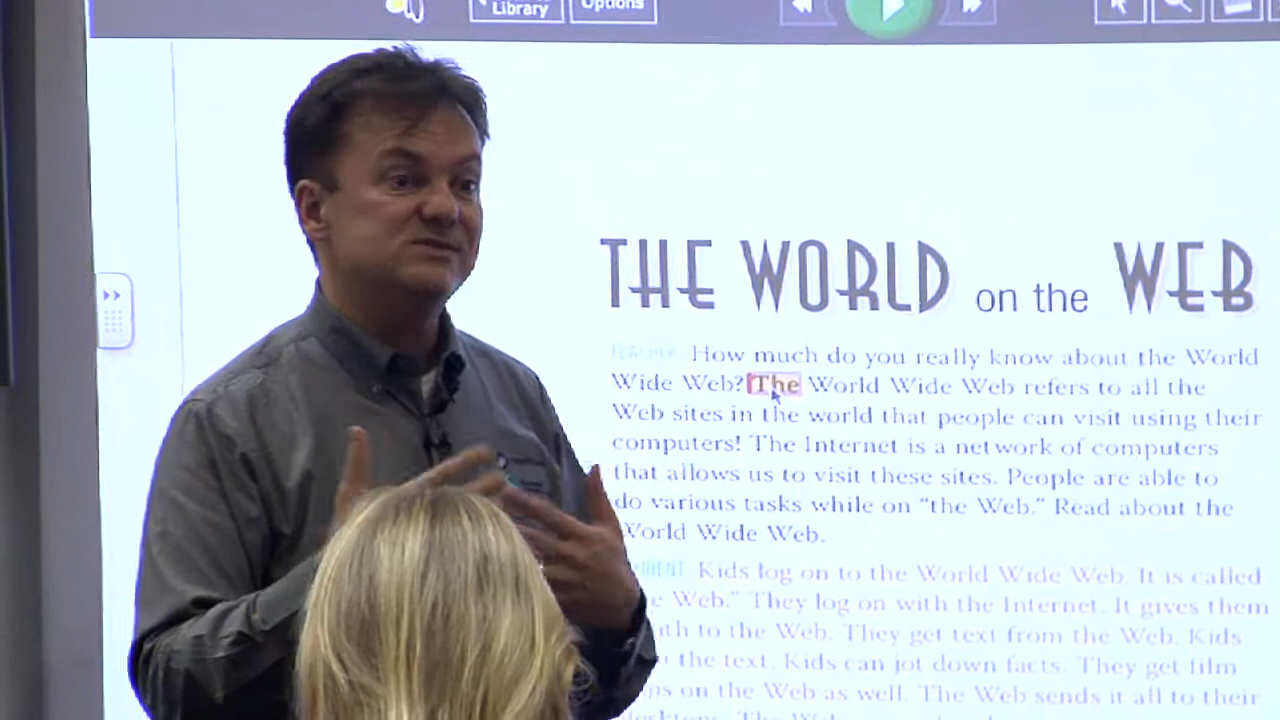 Library
Options
THE WORLD on the WEB
TEACHER: How much do you really know about the World
Wide Web? The World Wide Web refers to all the
Web sites in the world that people can visit using their
computers! The Internet is a network of computers
that allows us to visit these sites. People are able to
do various tasks while on “the Web.” Read about the
World Wide Web.
Kids log on to the World Wide Web. It is called
Web.” They log on with the Internet. It gives them
to the Web. They get text from the Web. Kids
the text. Kids can jot down facts. They get film
on the Web as well. The Web sends it all to their
desktops. The Web